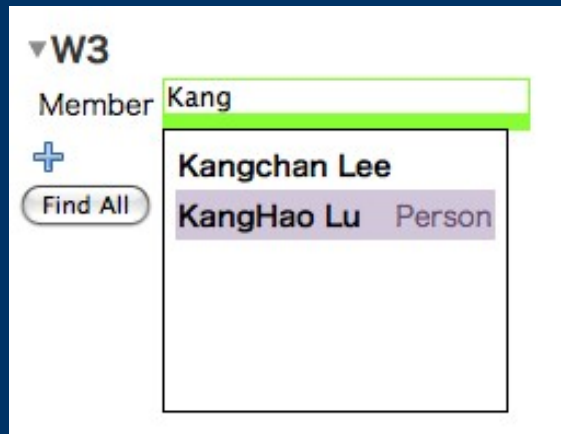 W3
Member Kang
Kangchan Lee
Find All
KangHao Lu Person